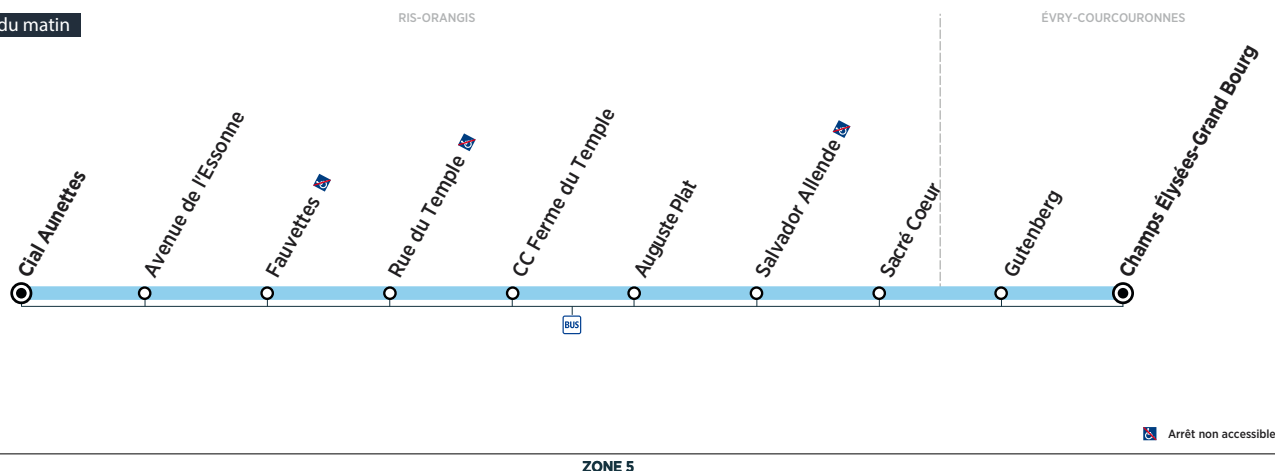 du matin
RIS-ORANGIS
ÉVRY-COURCOURONNES
Cial Aunettes
Avenue de l'Essonne
Fauvettes
Rue du Temple
CC Ferme du Temple
Auguste Plat
Salvador Allende
Sacré Coeur
Gutenberg
Champs Élysées-Grand Bourg
BUS
Arrêt non accessible
ZONE 5